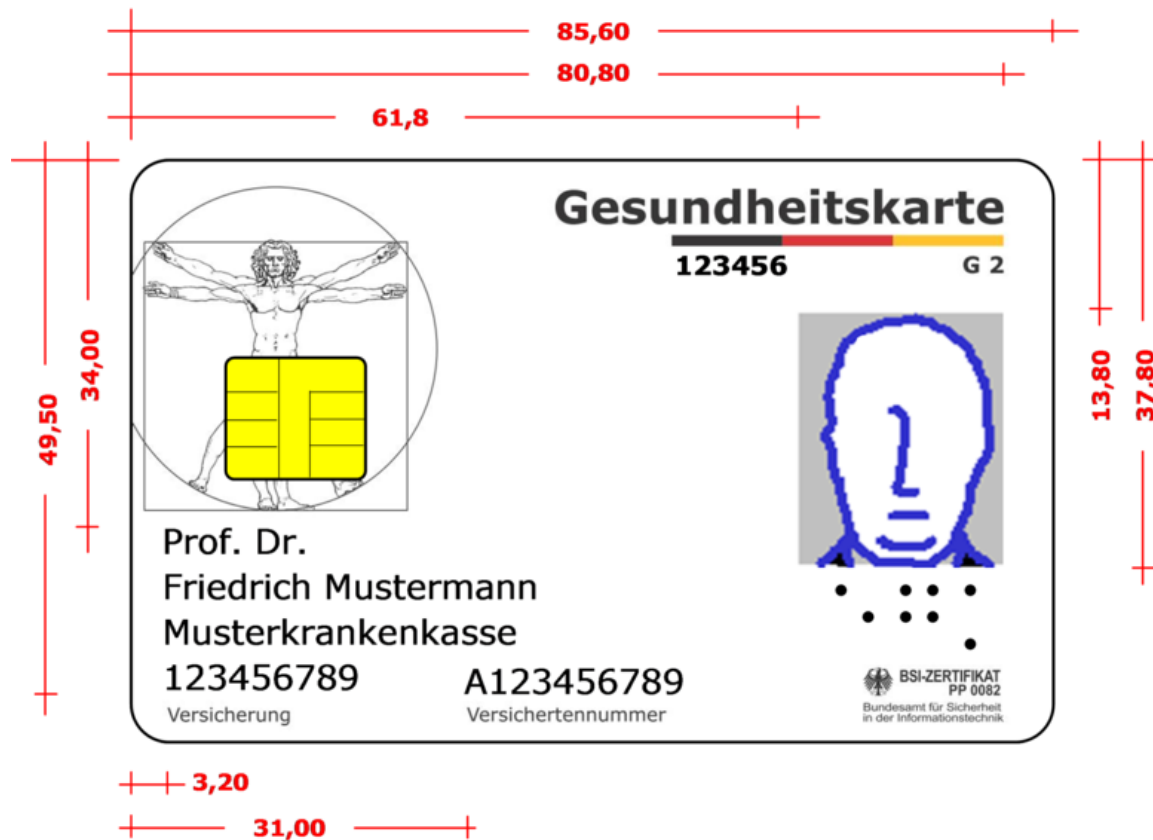 85,60
80,80
61,8
49,50
34,00
13,80
37,80
Gesundheitskarte
123456 G 2
Prof. Dr.
Friedrich Mustermann
Musterkrankenkasse
123456789 A123456789
Versicherung Versichertennummer
BSI-ZERTIFIKAT
PP 0082
Bundesamt für Sicherheit
in der Informationstechnik
3,20
31,00